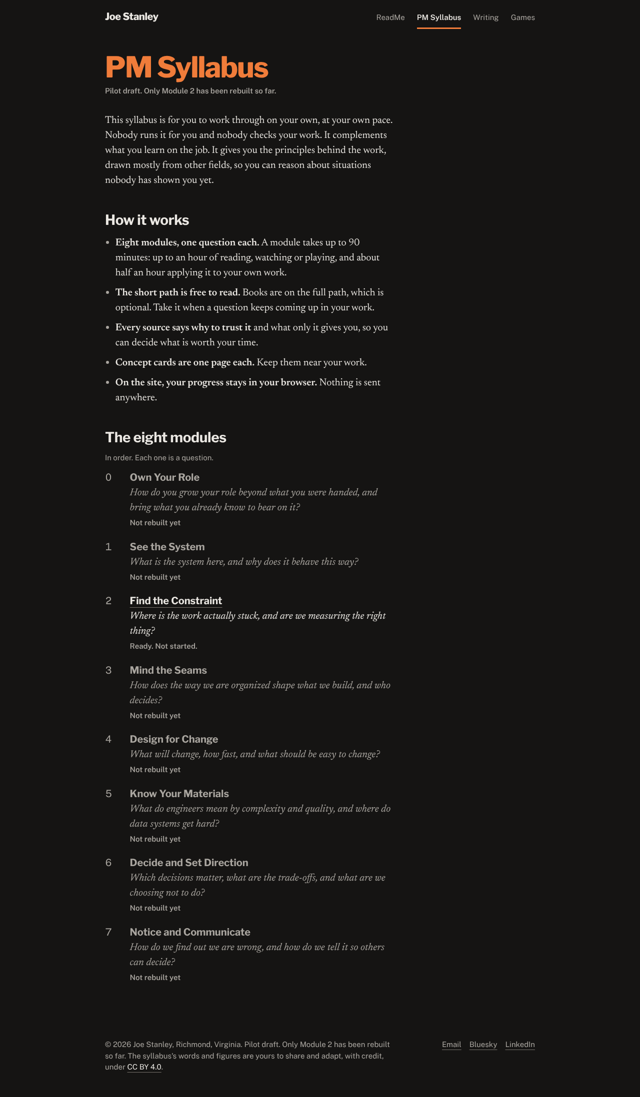 Joe Stanley
ReadMe PM Syllabus Writing Games
PM Syllabus
Pilot draft. Only Module 2 has been rebuilt so far.
This syllabus is for you to work through on your own, at your own pace.
Nobody runs it for you and nobody checks your work. It complements
what you learn on the job. It gives you the principles behind the work,
drawn mostly from other fields, so you can reason about situations
nobody has shown you yet.
How it works
• Eight modules, one question each. A module takes up to 90
minutes: up to an hour of reading, watching or playing, and about
half an hour applying it to your own work.
• The short path is free to read. Books are on the full path, which is
optional. Take it when a question keeps coming up in your work.
• Every source says why to trust it and what only it gives you, so you
can decide what is worth your time.
• Concept cards are one page each. Keep them near your work.
• On the site, your progress stays in your browser. Nothing is sent
anywhere.
The eight modules
In order. Each one is a question.
0 Own Your Role
How do you grow your role beyond what you were handed, and
bring what you already know to bear on it?
Not rebuilt yet
1 See the System
What is the system here, and why does it behave this way?
Not rebuilt yet
2 Find the Constraint
Where is the work actually stuck, and are we measuring the right
thing?
Ready. Not started.
3 Mind the Seams
How does the way we are organized shape what we build, and who
decides?
Not rebuilt yet
4 Design for Change
What will change, how fast, and what should be easy to change?
Not rebuilt yet
5 Know Your Materials
What do engineers mean by complexity and quality, and where do
data systems get hard?
Not rebuilt yet
6 Decide and Set Direction
Which decisions matter, what are the trade-offs, and what are we
choosing not to do?
Not rebuilt yet
7 Notice and Communicate
How do we find out we are wrong, and how do we tell it so others
can decide?
Not rebuilt yet
© 2026 Joe Stanley, Richmond, Virginia. Pilot draft. Only Module 2 has been rebuilt
so far. The syllabus's words and figures are yours to share and adapt, with credit,
under CC BY 4.0.
Email Bluesky LinkedIn